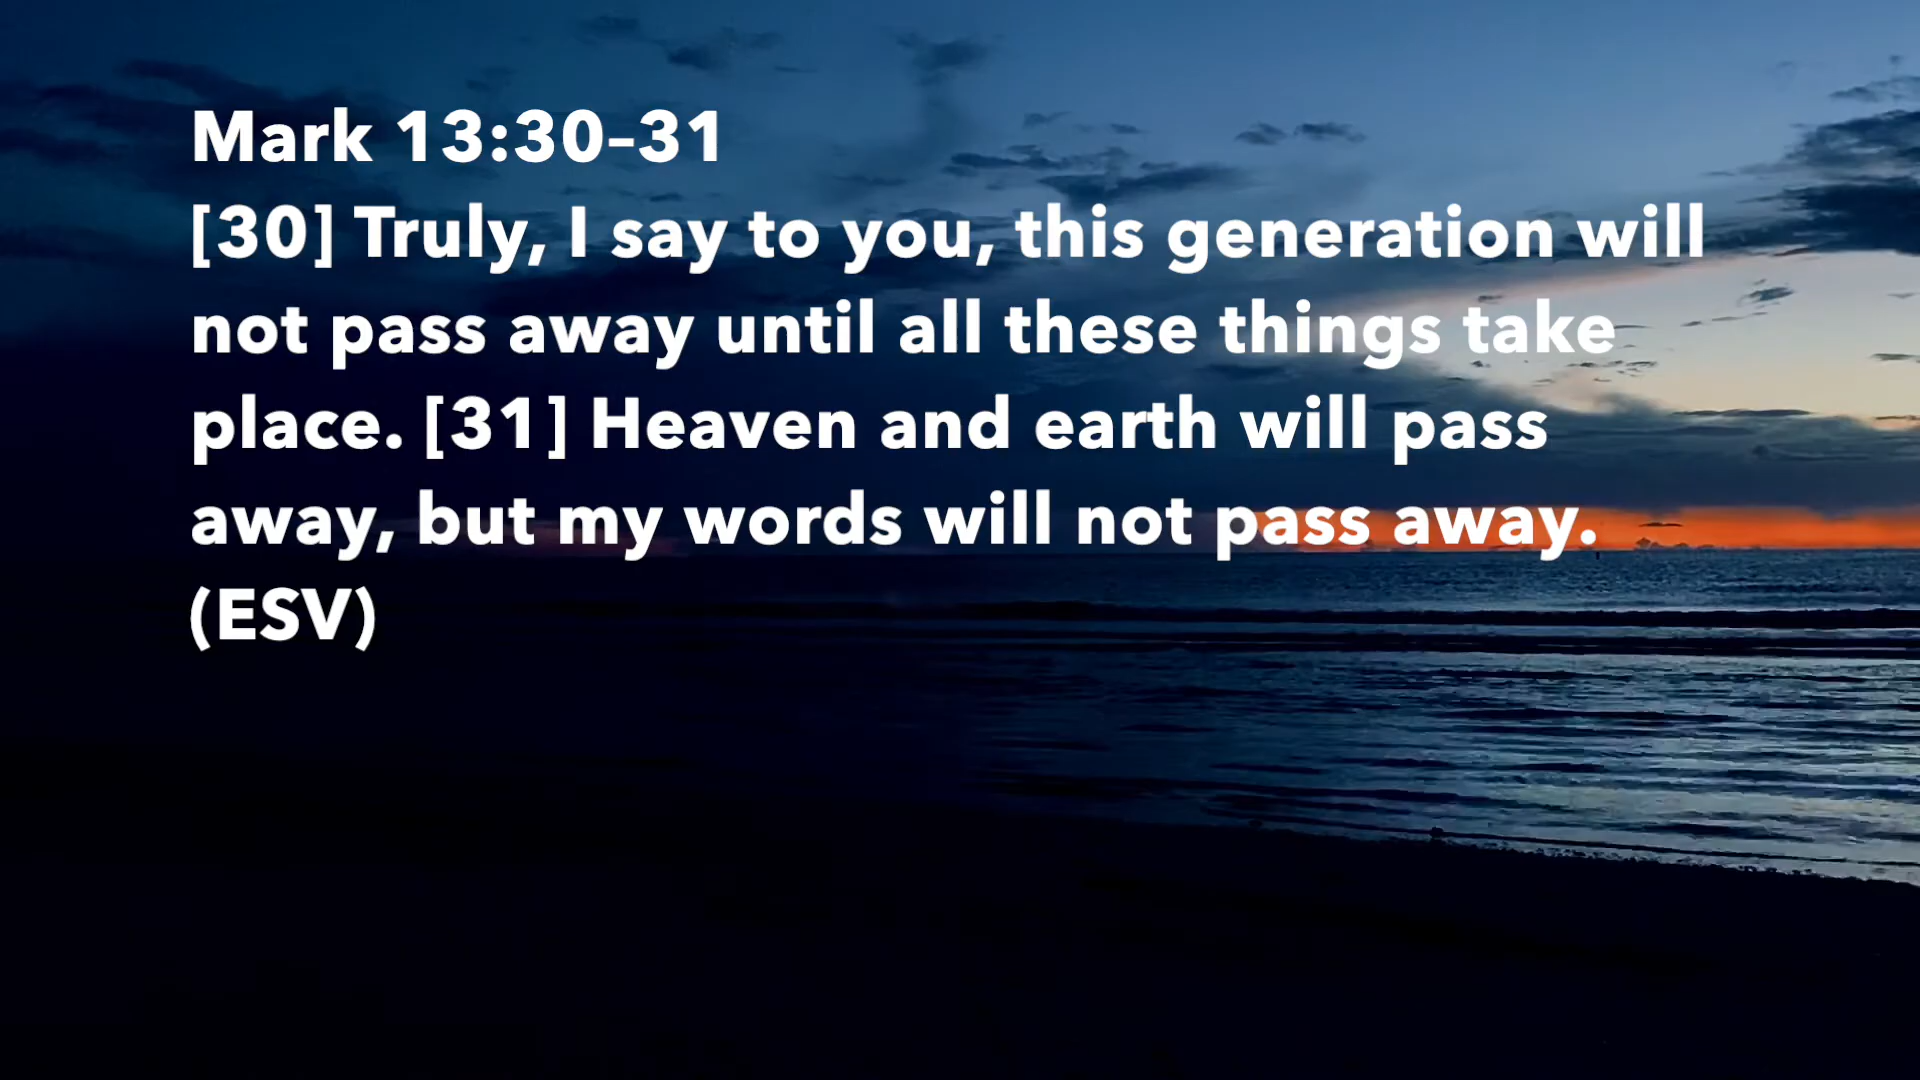 Mark 13:30–31
[30] Truly, I say to you, this generation will
not pass away until all these things take
place. [31] Heaven and earth will pass
away, but my words will not pass away.
(ESV)